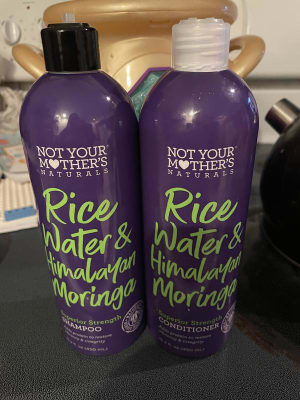 NOT YOUR
MOTHER'S
NATURALS
Rice
Water &
Himalayan
Moringa
Superior Strength
SHAMPOO
NOT YOUR
MOTHER'S
NATURALS
Rice
Water &
Himalayan
Moringa
Superior Strength
CONDITIONER